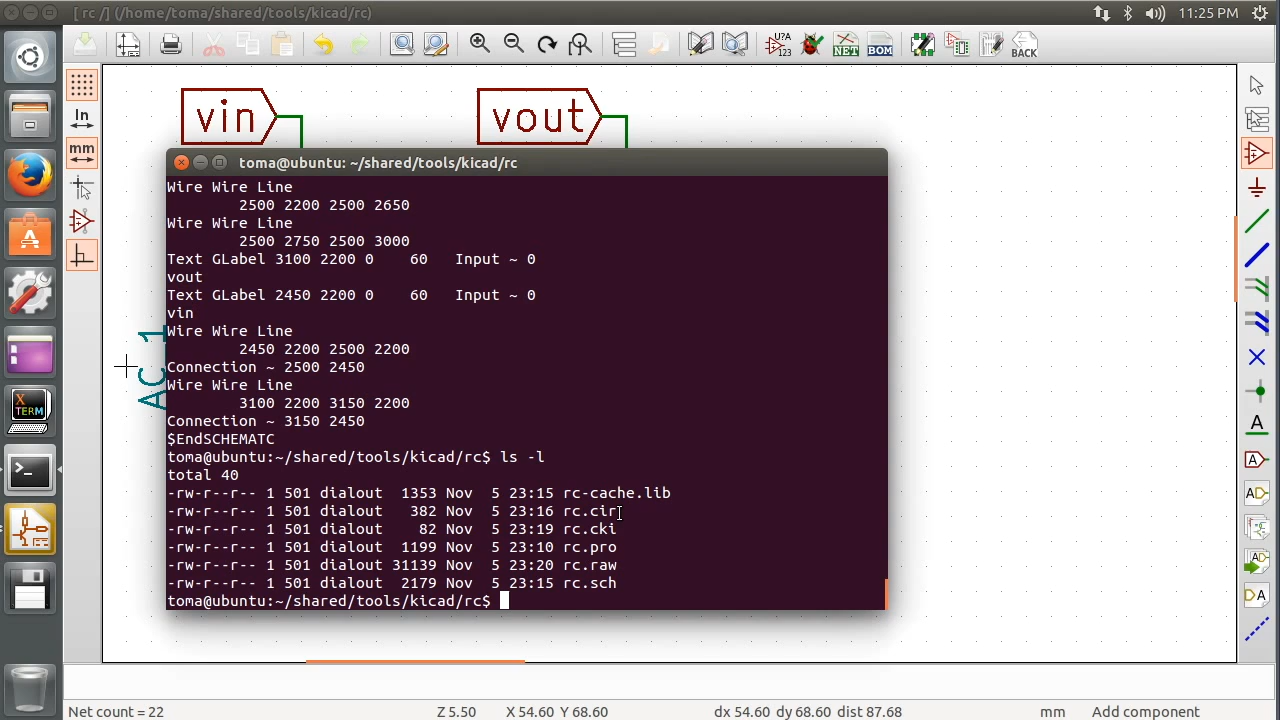 [ rc /] (/home/toma/shared/tools/kicad/rc)
11:25 PM
U?A
123
NET
BOM
BACK
In
mm
vin
vout
AC 1
toma@ubuntu: ~/shared/tools/kicad/rc
Wire Wire Line
2500 2200 2500 2650
Wire Wire Line
2500 2750 2500 3000
Text GLabel 3100 2200 0 60 Input ~ 0
vout
Text GLabel 2450 2200 0 60 Input ~ 0
vin
Wire Wire Line
2450 2200 2500 2200
Connection ~ 2500 2450
Wire Wire Line
3100 2200 3150 2200
Connection ~ 3150 2450
$EndSCHEMATC
toma@ubuntu:~/shared/tools/kicad/rc$ ls -l
total 40
-rw-r--r-- 1 501 dialout 1353 Nov 5 23:15 rc-cache.lib
-rw-r--r-- 1 501 dialout 382 Nov 5 23:16 rc.cir
-rw-r--r-- 1 501 dialout 82 Nov 5 23:19 rc.cki
-rw-r--r-- 1 501 dialout 1199 Nov 5 23:10 rc.pro
-rw-r--r-- 1 501 dialout 31139 Nov 5 23:20 rc.raw
-rw-r--r-- 1 501 dialout 2179 Nov 5 23:15 rc.sch
toma@ubuntu:~/shared/tools/kicad/rc$
X
TERM
A
A
AD
A
DA
Net count = 22
Z 5.50
X 54.60 Y 68.60
dx 54.60 dy 68.60 dist 87.68
mm
Add component